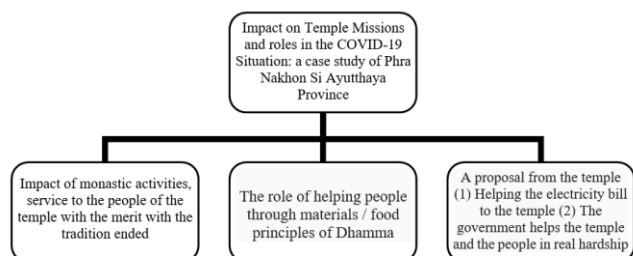 Impact on Temple Missions
and roles in the COVID-19
Situation: a case study of Phra
Nakhon Si Ayutthaya
Province
Impact of monastic activities,
service to the people of the
temple with the merit with the
tradition ended
The role of helping people
through materials / food
principles of Dhamma
A proposal from the temple
(1) Helping the electricity bill
to the temple (2) The
government helps the temple
and the people in real hardship